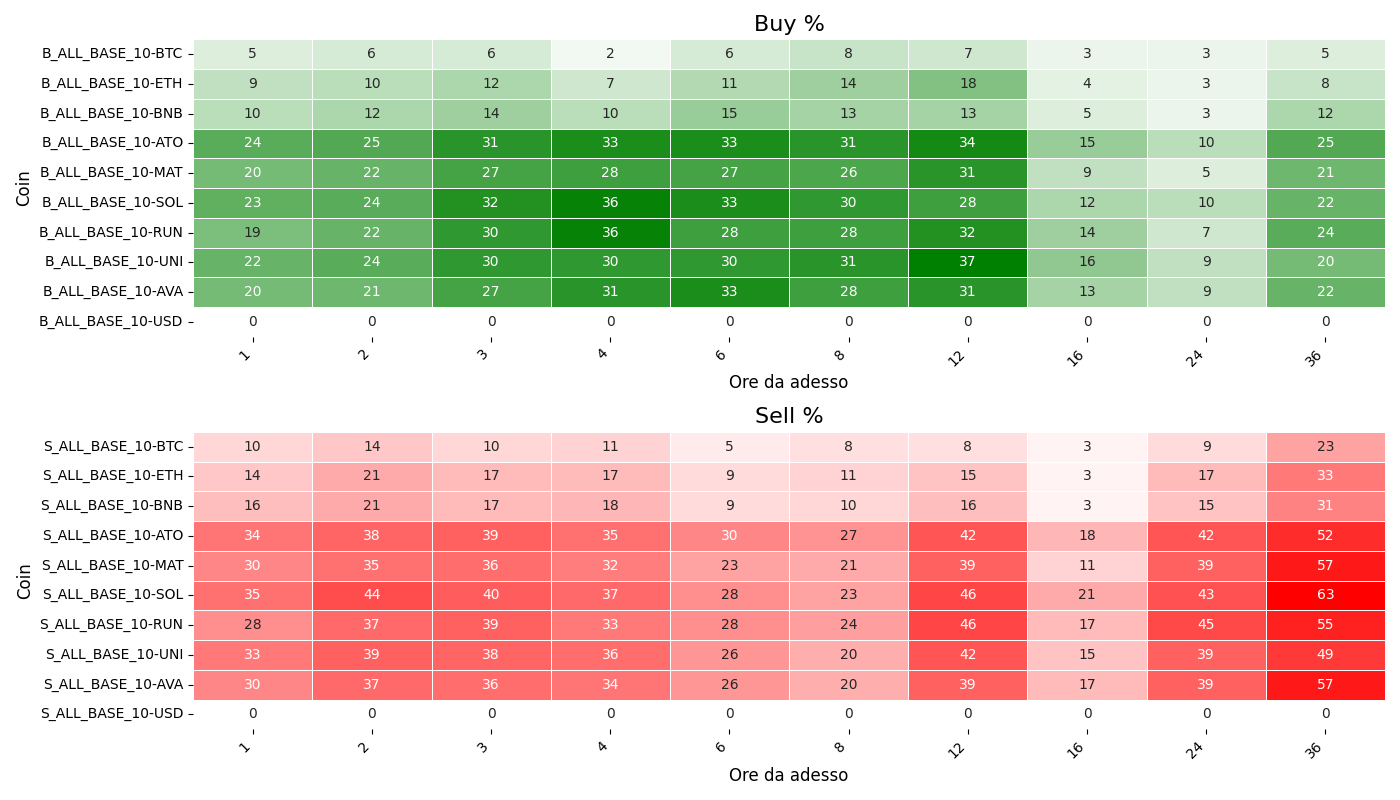 Buy %
Coin
B_ALL_BASE_10-BTC 5 6 6 2 6 8 7 3 3 5
B_ALL_BASE_10-ETH 9 10 12 7 11 14 18 4 3 8
B_ALL_BASE_10-BNB 10 12 14 10 15 13 13 5 3 12
B_ALL_BASE_10-ATO 24 25 31 33 33 31 34 15 10 25
B_ALL_BASE_10-MAT 20 22 27 28 27 26 31 9 5 21
B_ALL_BASE_10-SOL 23 24 32 36 33 30 28 12 10 22
B_ALL_BASE_10-RUN 19 22 30 36 28 28 32 14 7 24
B_ALL_BASE_10-UNI 22 24 30 30 30 31 37 16 9 20
B_ALL_BASE_10-AVA 20 21 27 31 33 28 31 13 9 22
B_ALL_BASE_10-USD 0 0 0 0 0 0 0 0 0 0
1 2 3 4 6 8 12 16 24 36
Ore da adesso
Sell %
Coin
S_ALL_BASE_10-BTC 10 14 10 11 5 8 8 3 9 23
S_ALL_BASE_10-ETH 14 21 17 17 9 11 15 3 17 33
S_ALL_BASE_10-BNB 16 21 17 18 9 10 16 3 15 31
S_ALL_BASE_10-ATO 34 38 39 35 30 27 42 18 42 52
S_ALL_BASE_10-MAT 30 35 36 32 23 21 39 11 39 57
S_ALL_BASE_10-SOL 35 44 40 37 28 23 46 21 43 63
S_ALL_BASE_10-RUN 28 37 39 33 28 24 46 17 45 55
S_ALL_BASE_10-UNI 33 39 38 36 26 20 42 15 39 49
S_ALL_BASE_10-AVA 30 37 36 34 26 20 39 17 39 57
S_ALL_BASE_10-USD 0 0 0 0 0 0 0 0 0 0
1 2 3 4 6 8 12 16 24 36
Ore da adesso